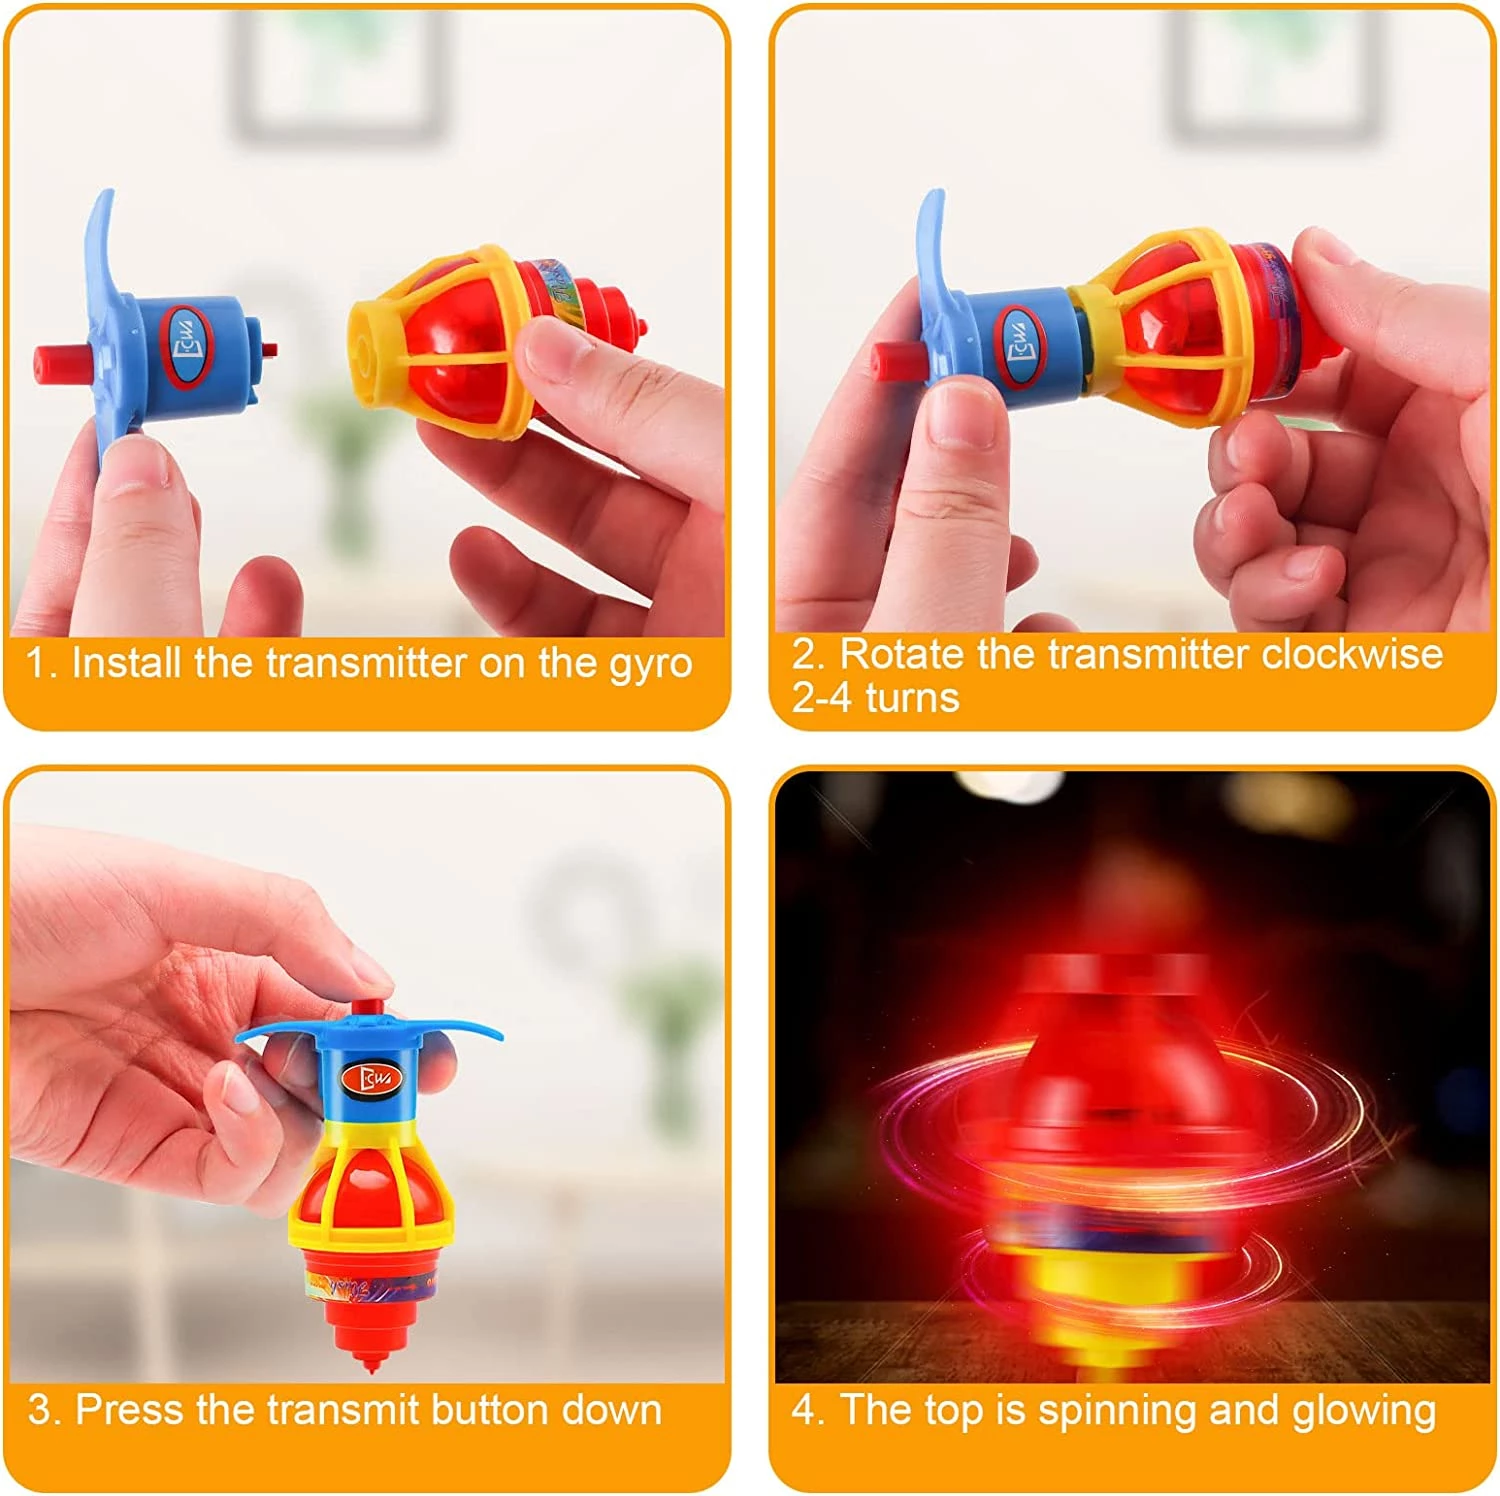 1. Install the transmitter on the gyro
2. Rotate the transmitter clockwise
2-4 turns
3. Press the transmit button down
4. The top is spinning and glowing